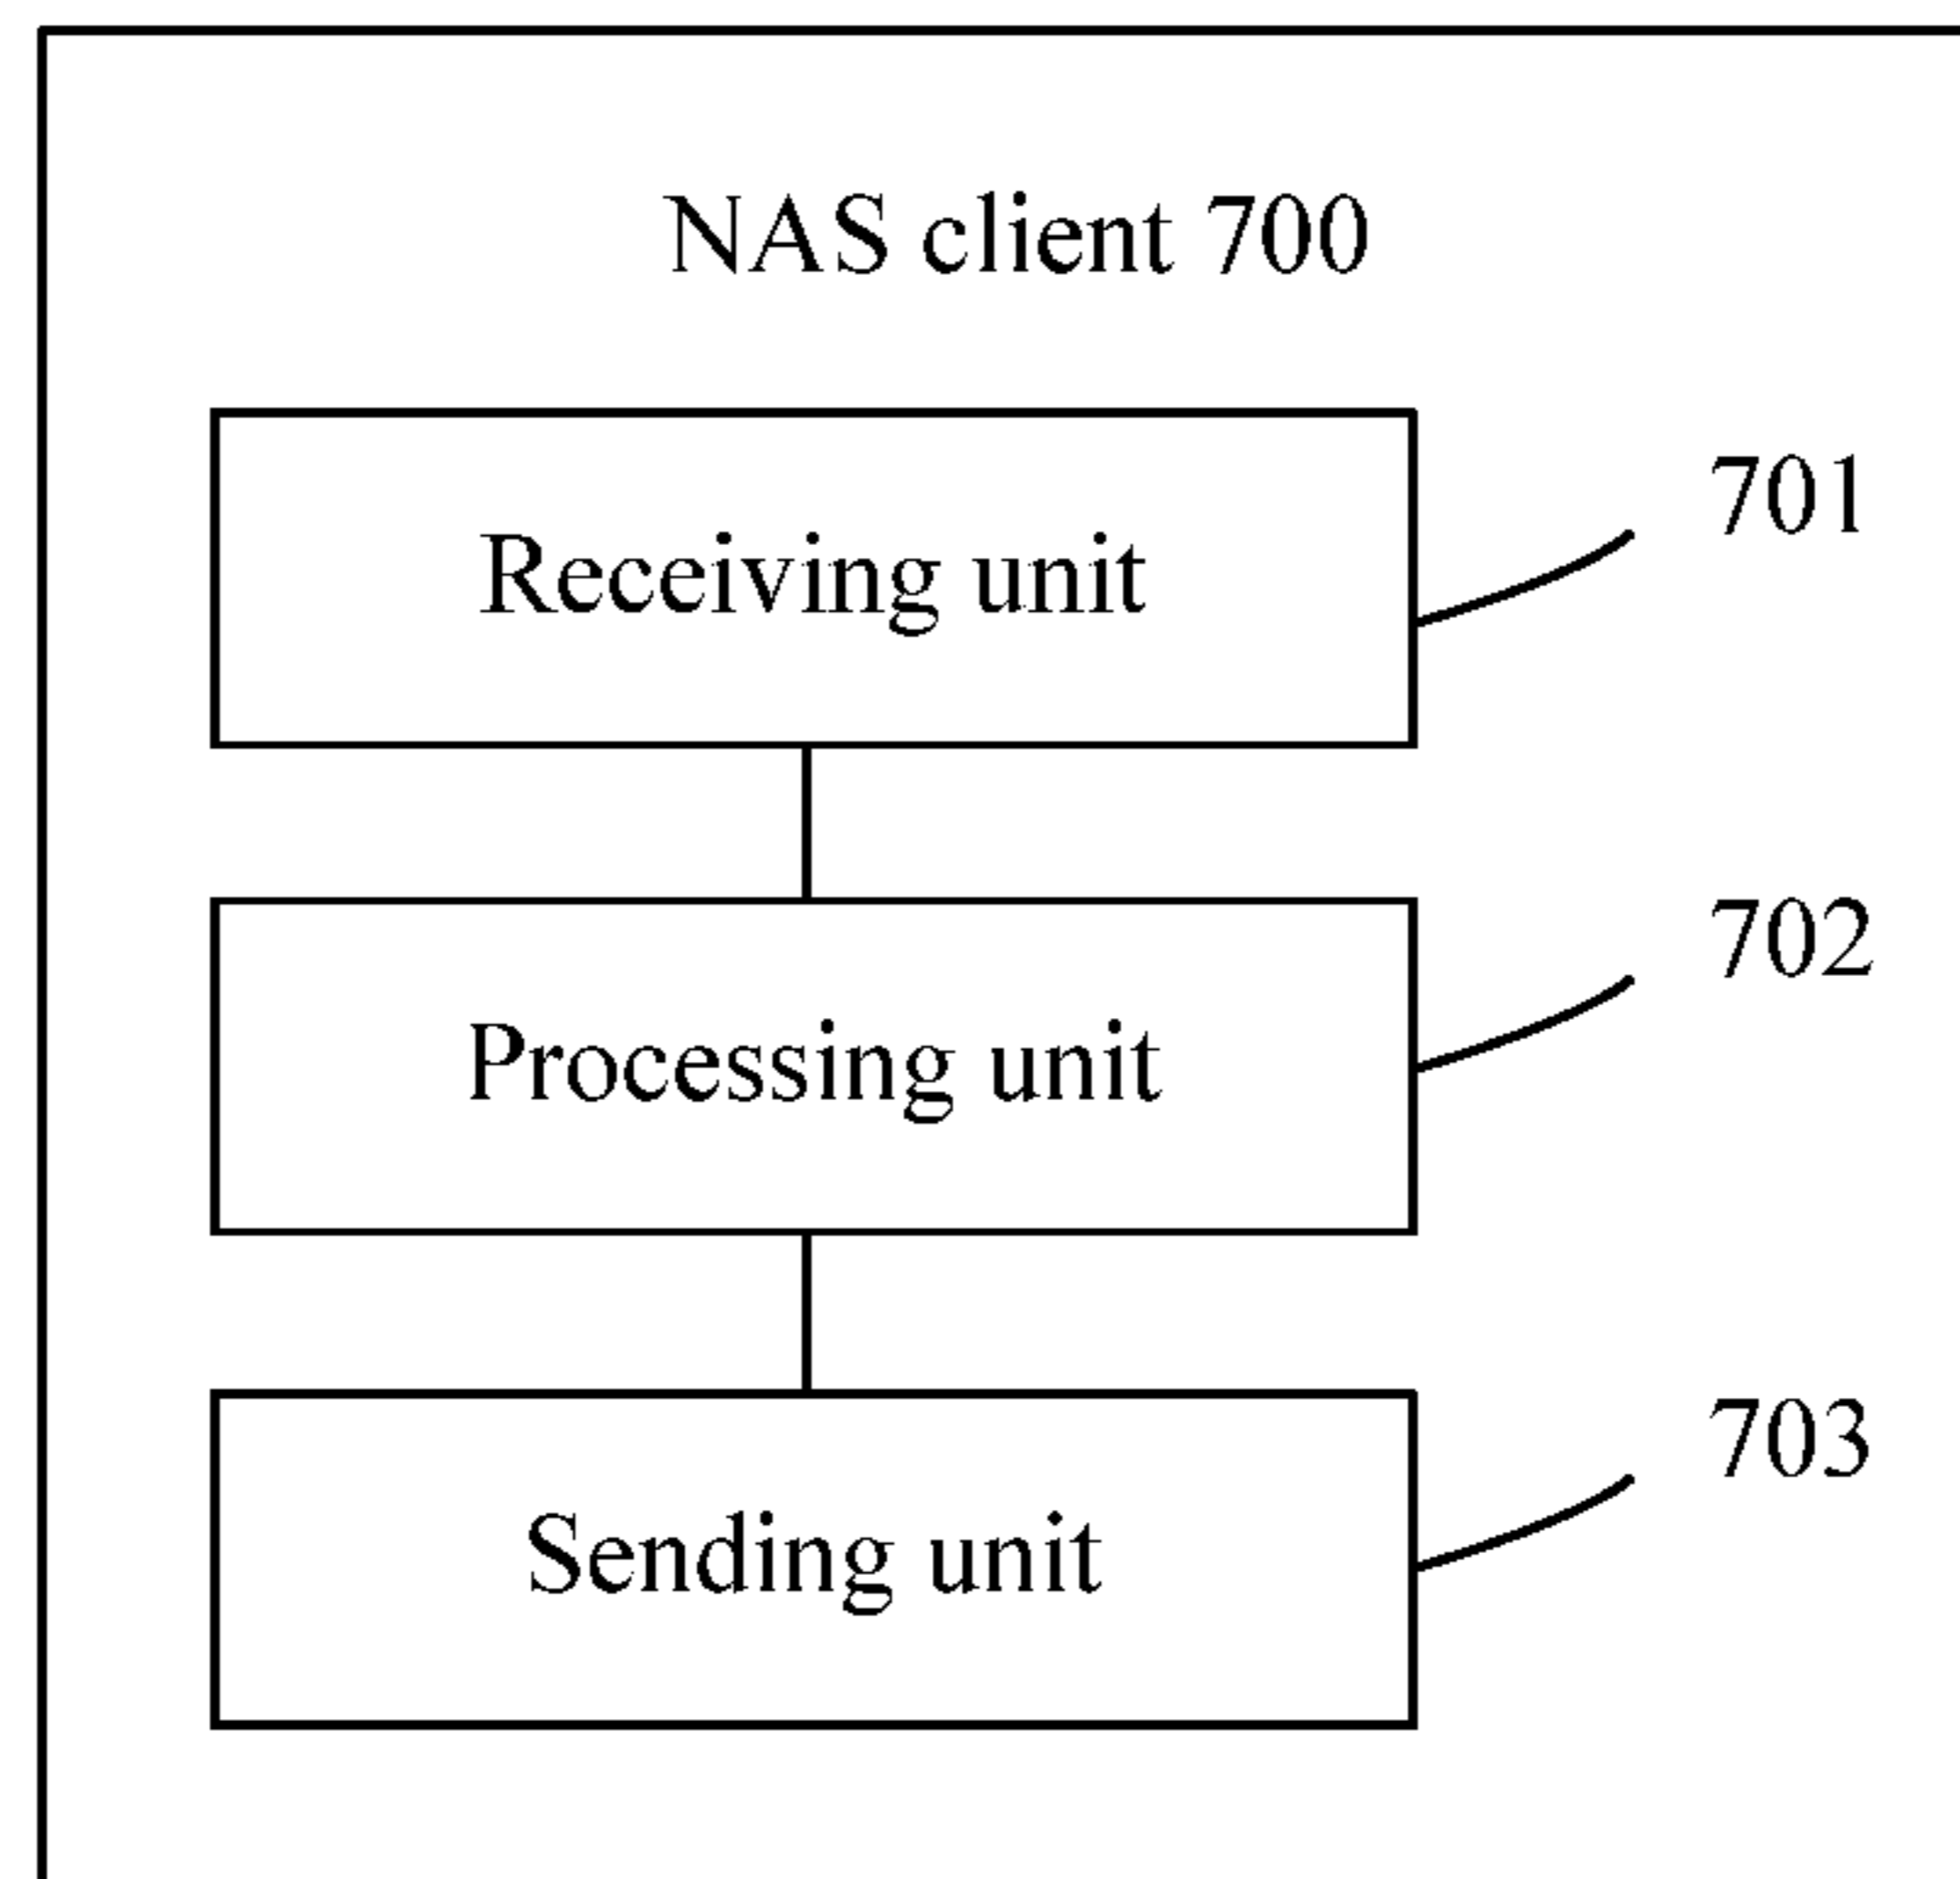 NAS client 700
Receiving unit
701
Processing unit
702
Sending unit
703